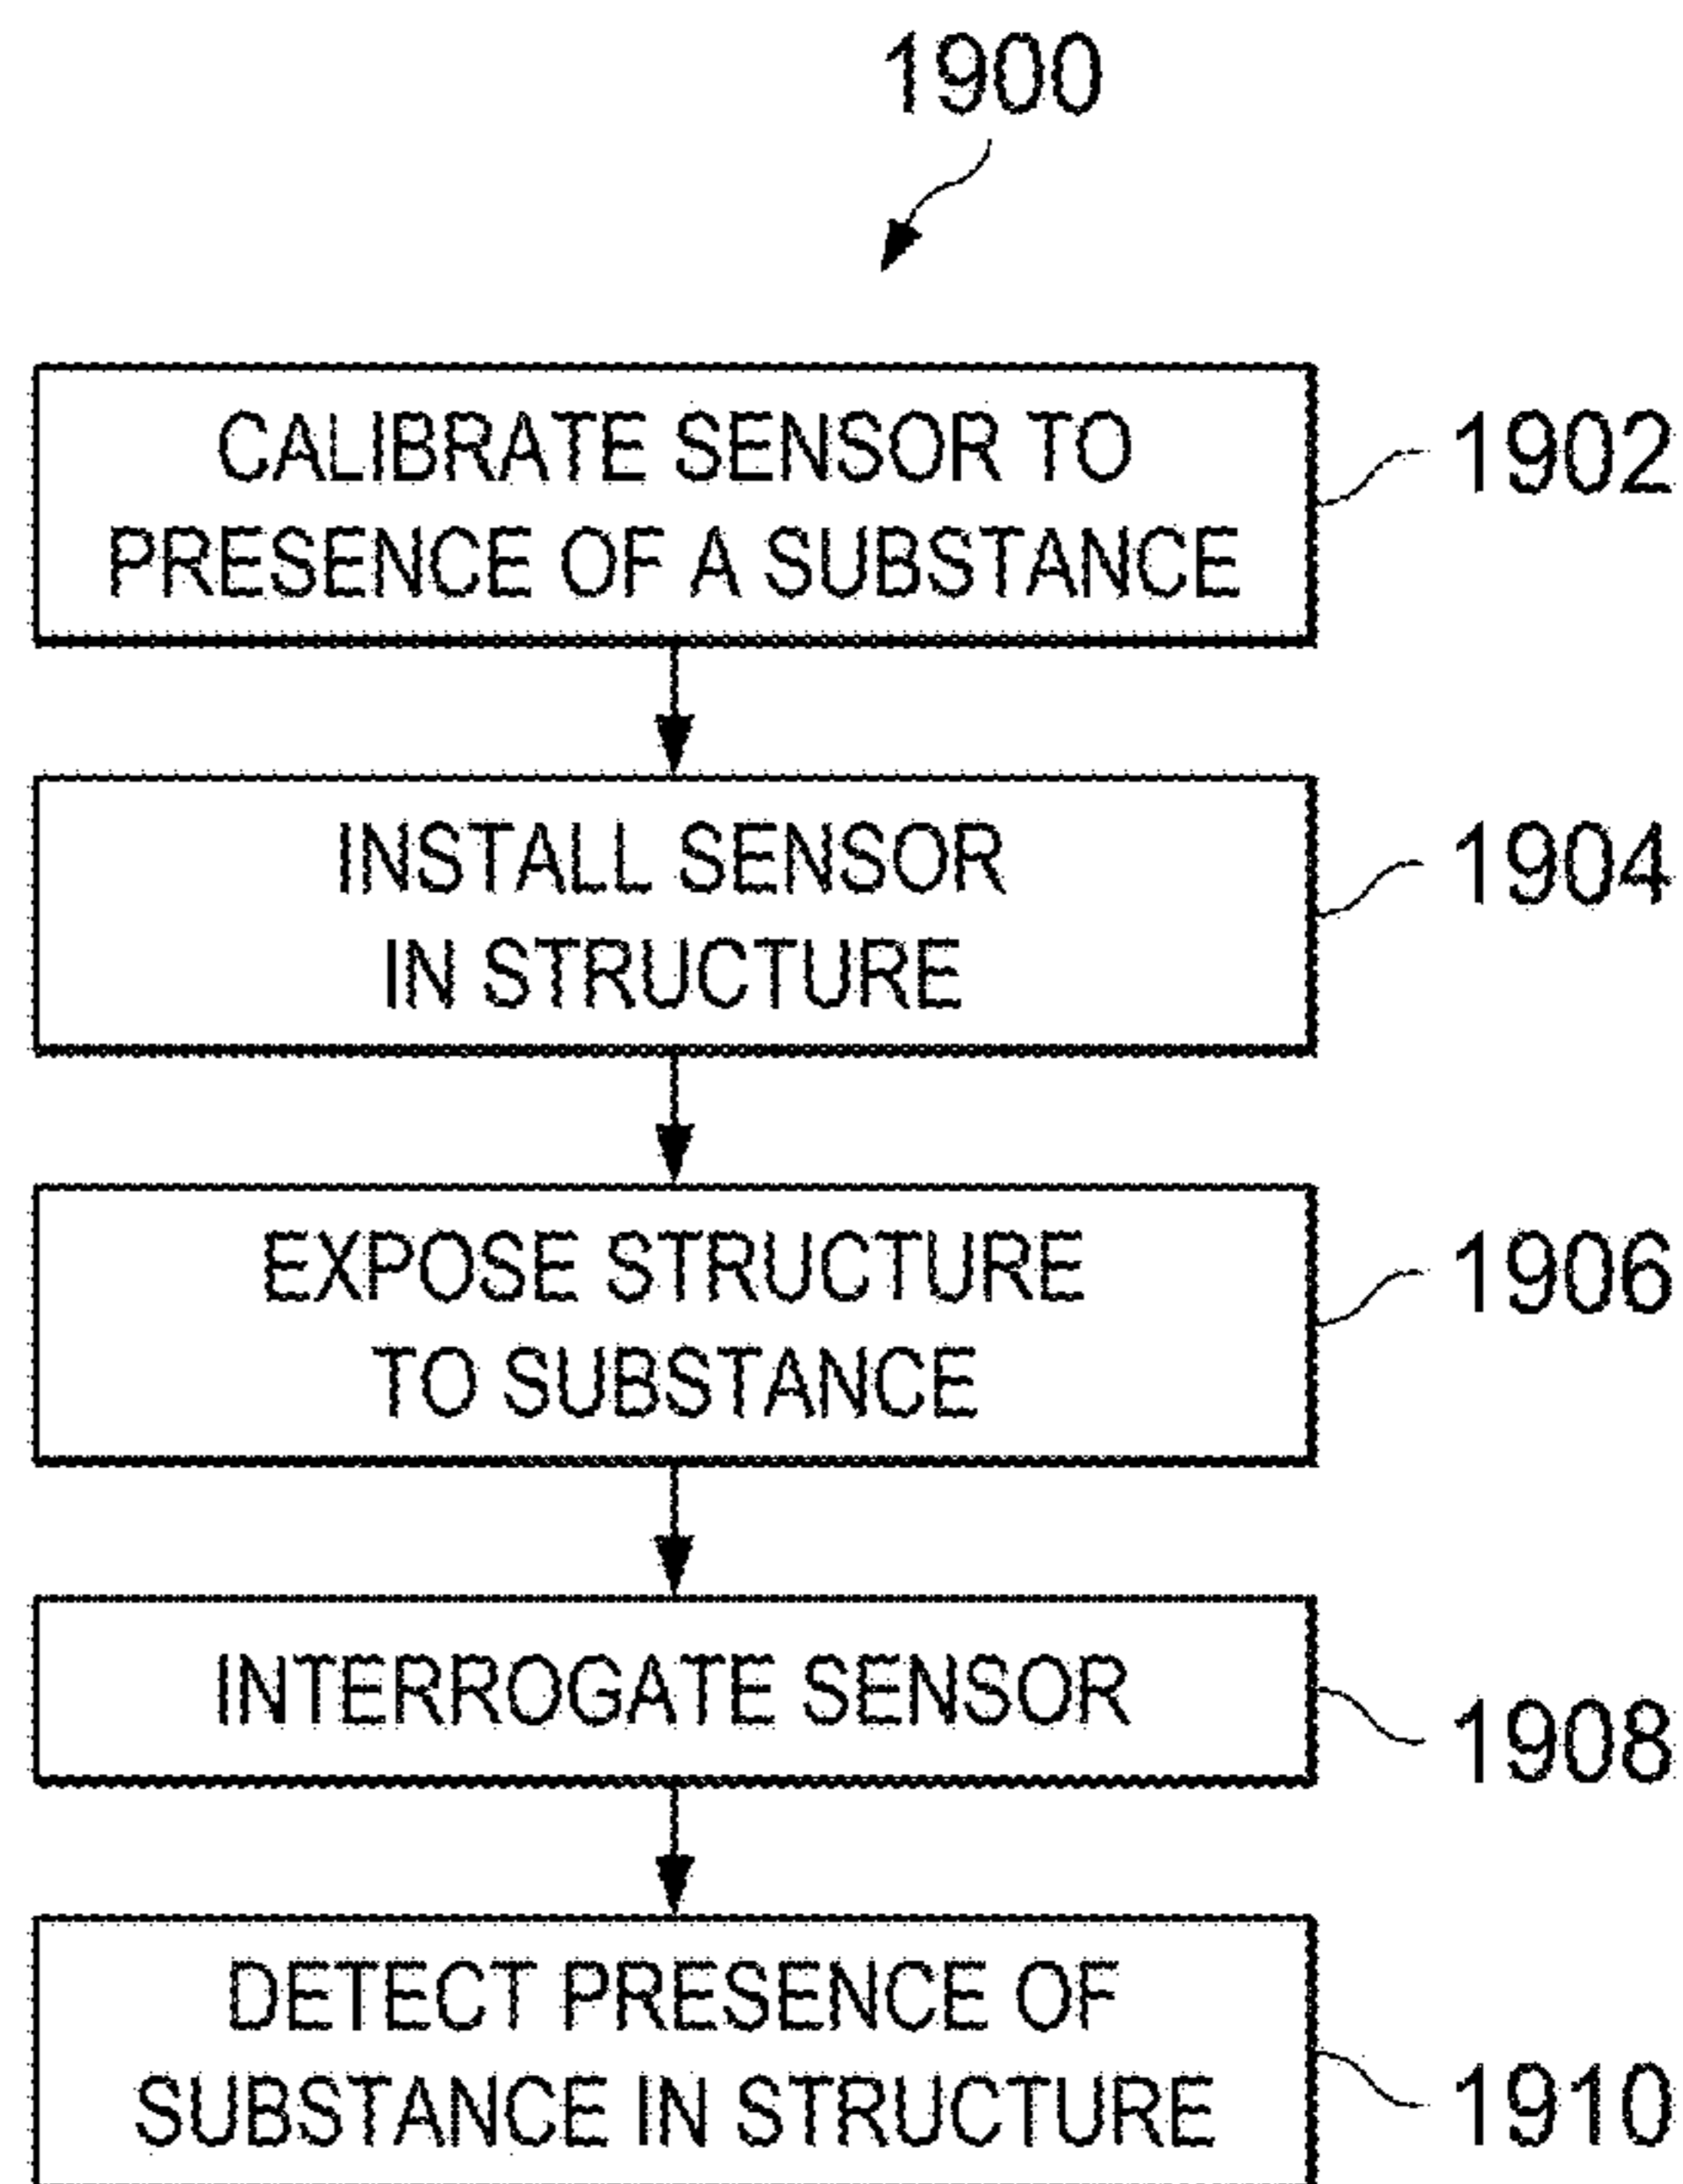 1900
CALIBRATE SENSOR TO
PRESENCE OF A SUBSTANCE
1902
INSTALL SENSOR
IN STRUCTURE
1904
EXPOSE STRUCTURE
TO SUBSTANCE
1906
INTERROGATE SENSOR
1908
DETECT PRESENCE OF
SUBSTANCE IN STRUCTURE
1910